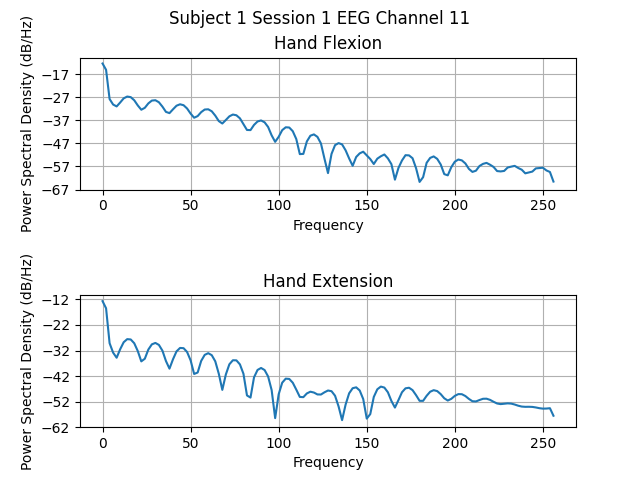 Subject 1 Session 1 EEG Channel 11
Hand Flexion
Power Spectral Density (dB/Hz)
−17
−27
−37
−47
−57
−67
0 50 100 150 200 250
Frequency
Hand Extension
Power Spectral Density (dB/Hz)
−12
−22
−32
−42
−52
−62
0 50 100 150 200 250
Frequency